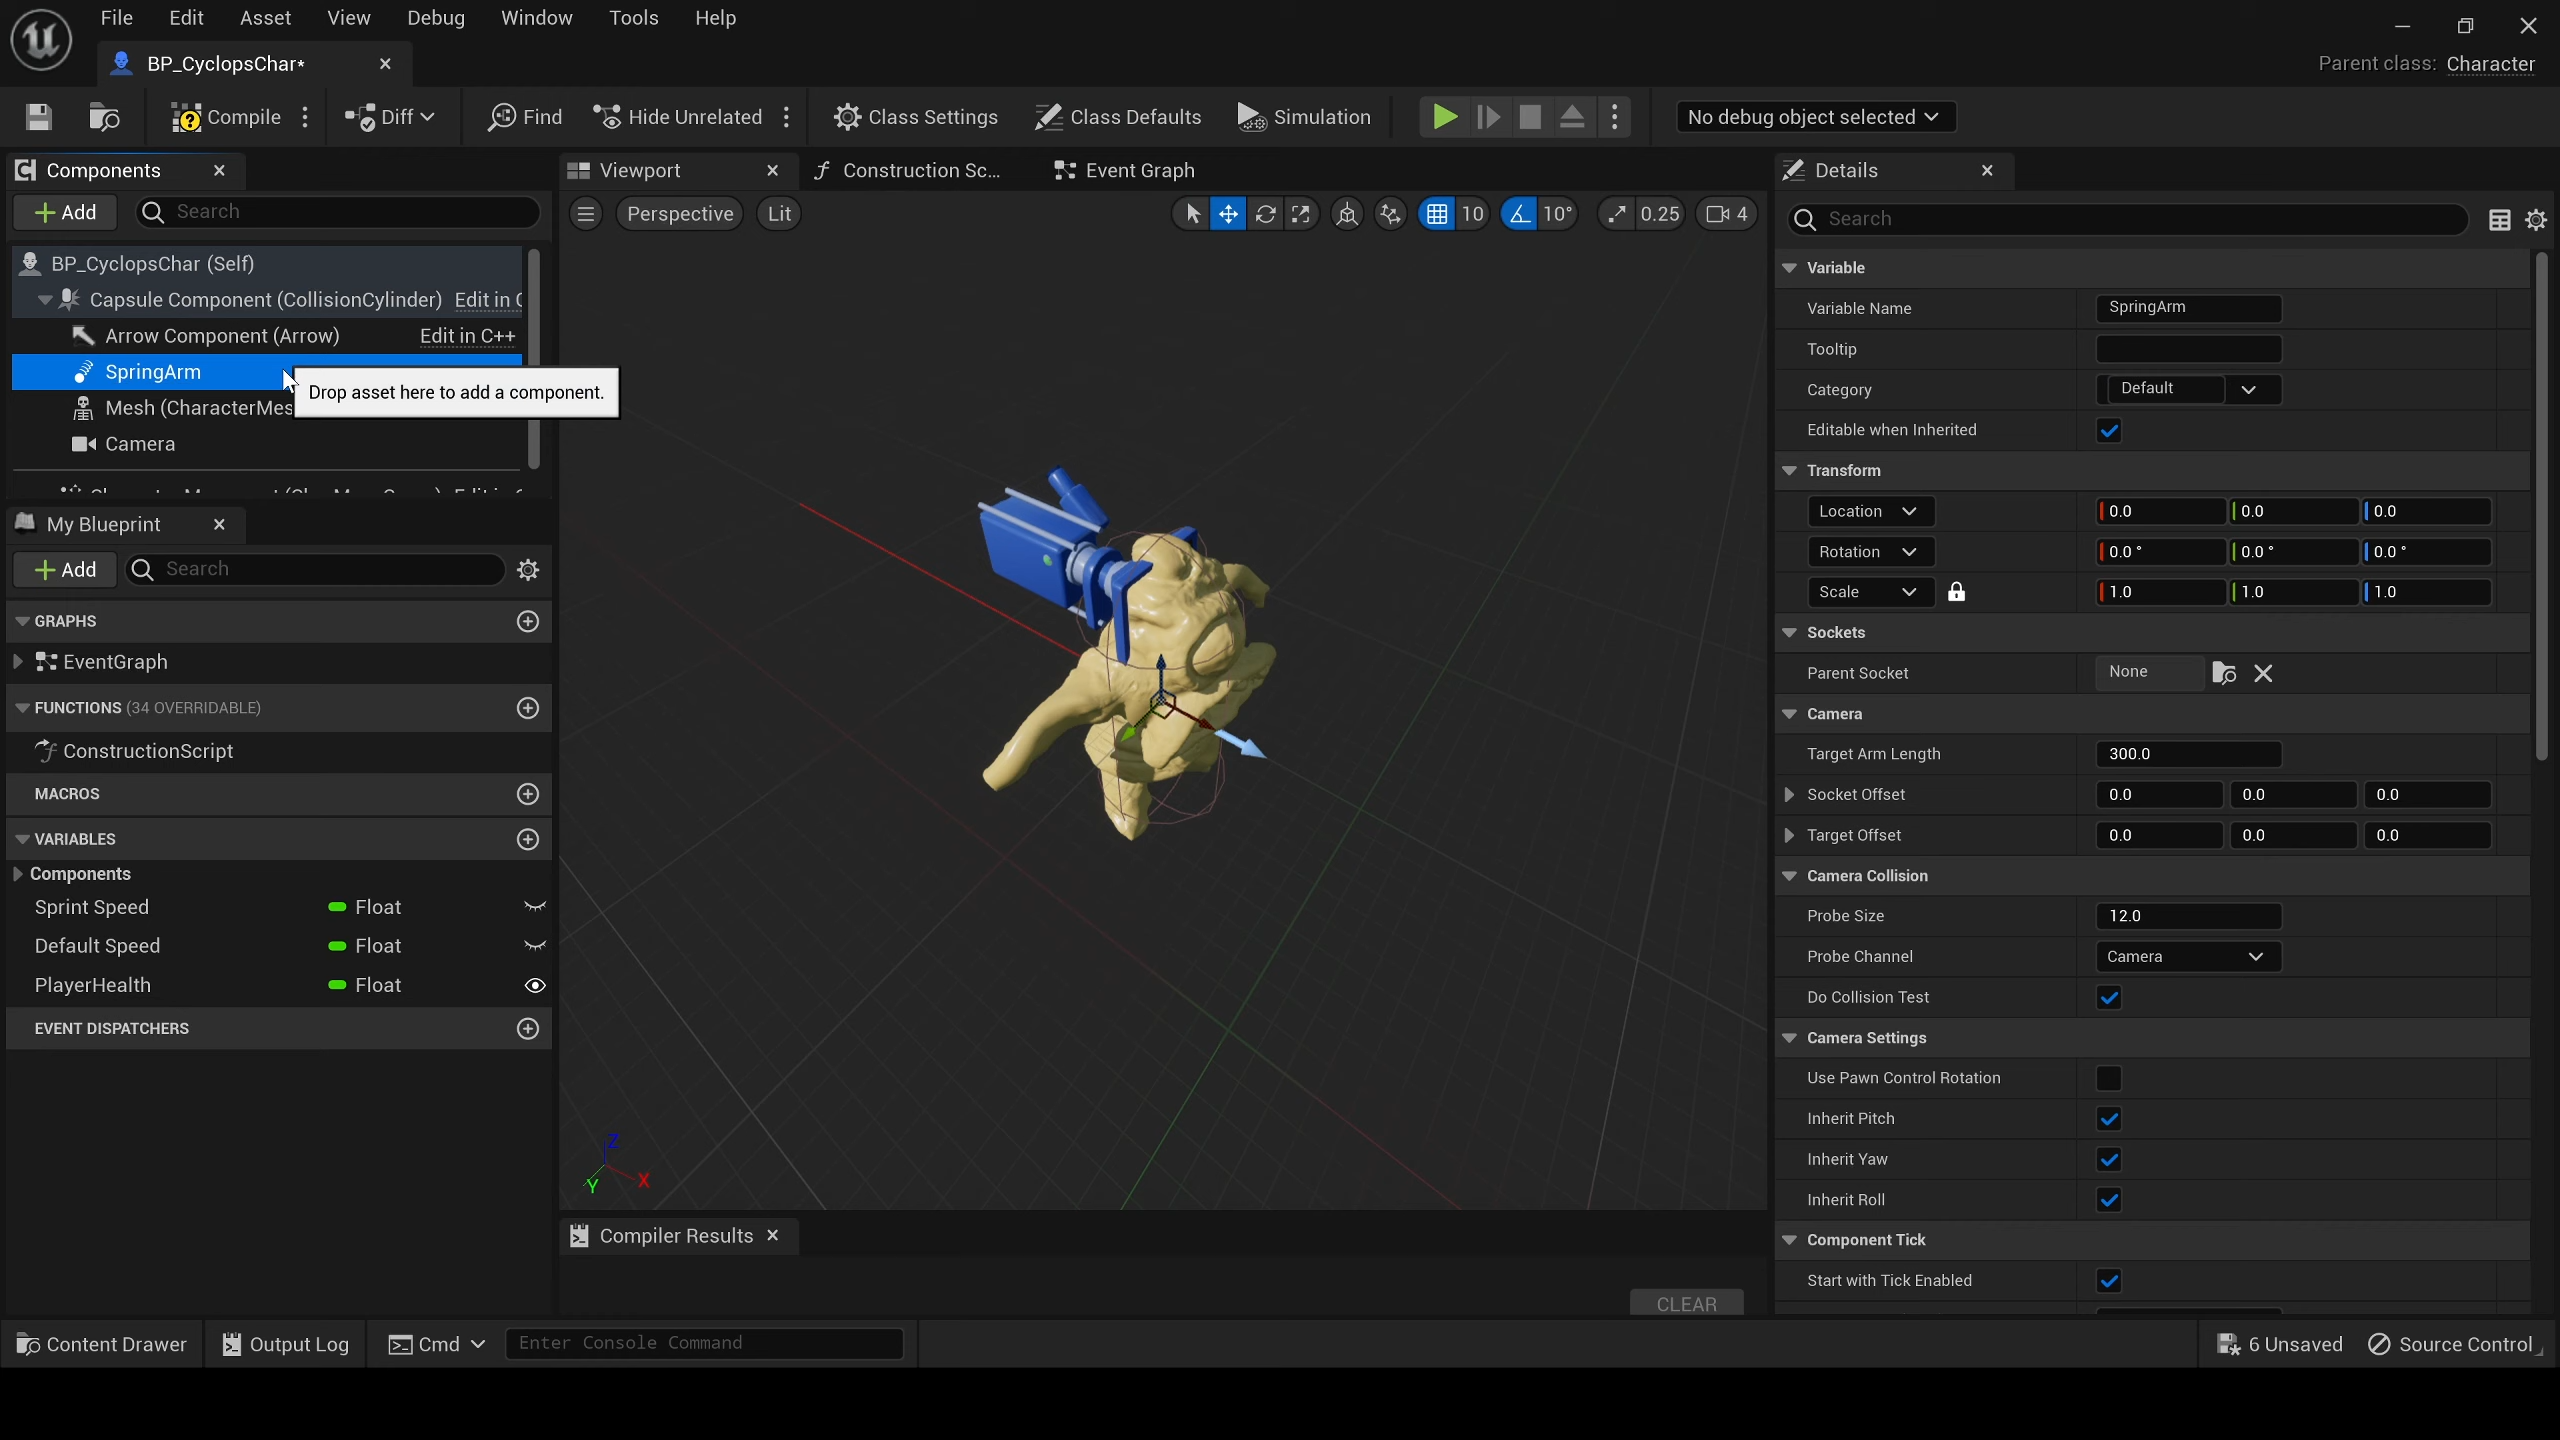 File Edit Asset View Debug Window Tools Help
BP_CyclopsChar*
Parent class: Character
Compile Diff Find Hide Unrelated Class Settings Class Defaults Simulation No debug object selected
Components
Add Search
BP_CyclopsChar (Self)
Capsule Component (CollisionCylinder) Edit in C
Arrow Component (Arrow) Edit in C++
SpringArm
Drop asset here to add a component.
Mesh (CharacterMes
Camera
My Blueprint
Add Search
GRAPHS
EventGraph
FUNCTIONS (34 OVERRIDABLE)
ConstructionScript
MACROS
VARIABLES
Components
Sprint Speed Float
Default Speed Float
PlayerHealth Float
EVENT DISPATCHERS
Viewport Construction Sc... Event Graph
Perspective Lit 10 10° 0.25 4
Z
X
Y
Compiler Results
CLEAR
Details
Search
Variable
Variable Name SpringArm
Tooltip
Category Default
Editable when Inherited
Transform
Location 0.0 0.0 0.0
Rotation 0.0 ° 0.0 ° 0.0 °
Scale 1.0 1.0 1.0
Sockets
Parent Socket None
Camera
Target Arm Length 300.0
Socket Offset 0.0 0.0 0.0
Target Offset 0.0 0.0 0.0
Camera Collision
Probe Size 12.0
Probe Channel Camera
Do Collision Test
Camera Settings
Use Pawn Control Rotation
Inherit Pitch
Inherit Yaw
Inherit Roll
Component Tick
Start with Tick Enabled
Content Drawer Output Log Cmd Enter Console Command 6 Unsaved Source Control